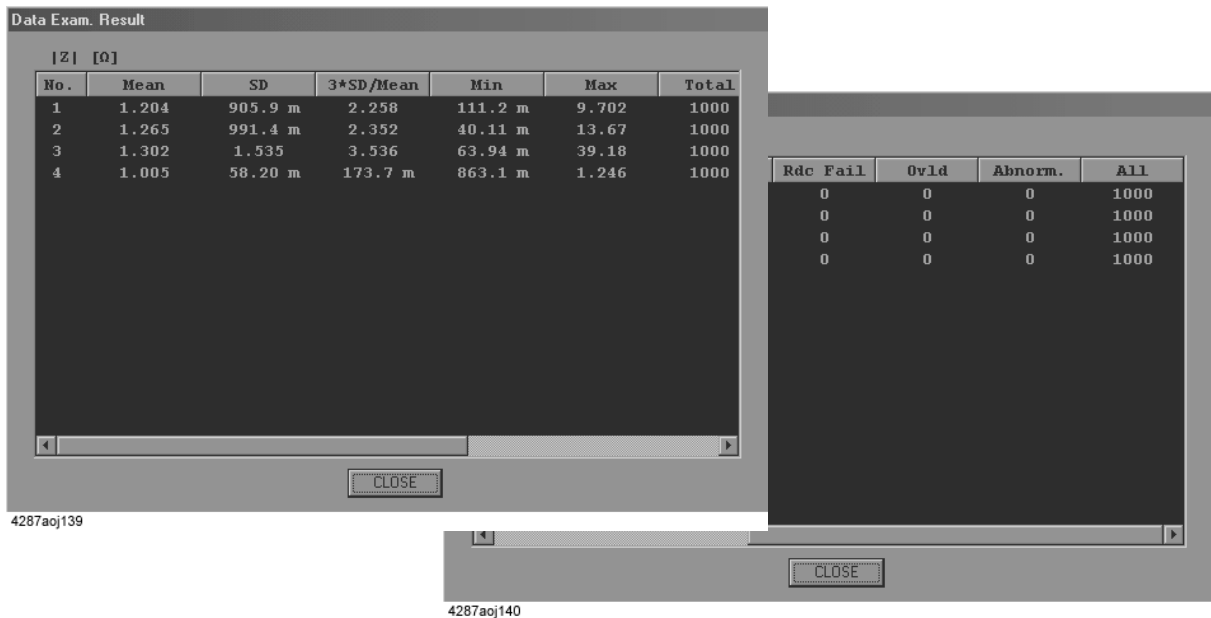 Data Exam. Result
|Z| [Ω]
No. Mean SD 3*SD/Mean Min Max Total
1 1.204 905.9 m 2.258 111.2 m 9.702 1000
2 1.265 991.4 m 2.352 40.11 m 13.67 1000
3 1.302 1.535 3.536 63.94 m 39.18 1000
4 1.005 58.20 m 173.7 m 863.1 m 1.246 1000
CLOSE
4287aoj139
Rdc Fail Ovld Abnorm. All
0 0 0 1000
0 0 0 1000
0 0 0 1000
0 0 0 1000
CLOSE
4287aoj140